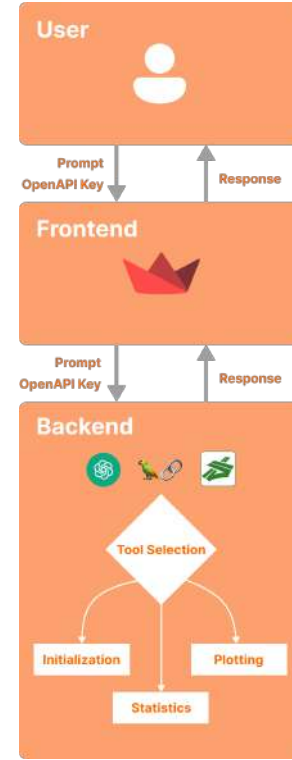 User
Prompt
OpenAPI Key
Response
Frontend
Prompt
OpenAPI Key
Response
Backend
Tool Selection
Initialization
Plotting
Statistics